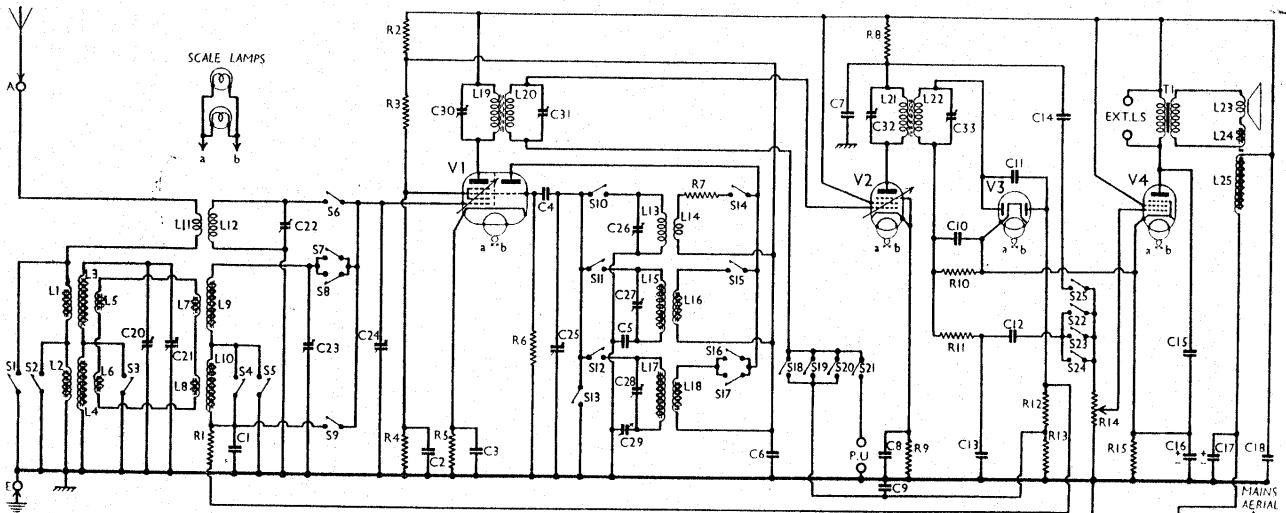 R2
R8
SCALE LAMPS
A
a b
R3
C30
L19
L20
C31
C7
C32
L21
L22
C33
C14
EXT.L.S
T1
L23
L24
L25
V1
C4
S10
L13
R7
S14
L14
C26
V2
C11
V3
V4
a b
a b
a b
a b
L11
L12
C22
S6
S7
S8
S11
L15
L16
S15
C27
C5
C10
R10
S25
S22
S23
S24
L1
L3
L5
L7
L9
C20
C21
C23
C24
R6
C25
S12
S13
C28
L17
L18
S16
S17
C29
S18
S19
S20
S21
R11
C12
C15
S1
S2
L2
L4
L6
S3
L8
L10
S4
S5
S9
R1
C1
R4
C2
R5
C3
C6
P.U
C8
R9
C9
C13
R12
R13
R14
R15
C16
C17
C18
E
MAINS
AERIAL